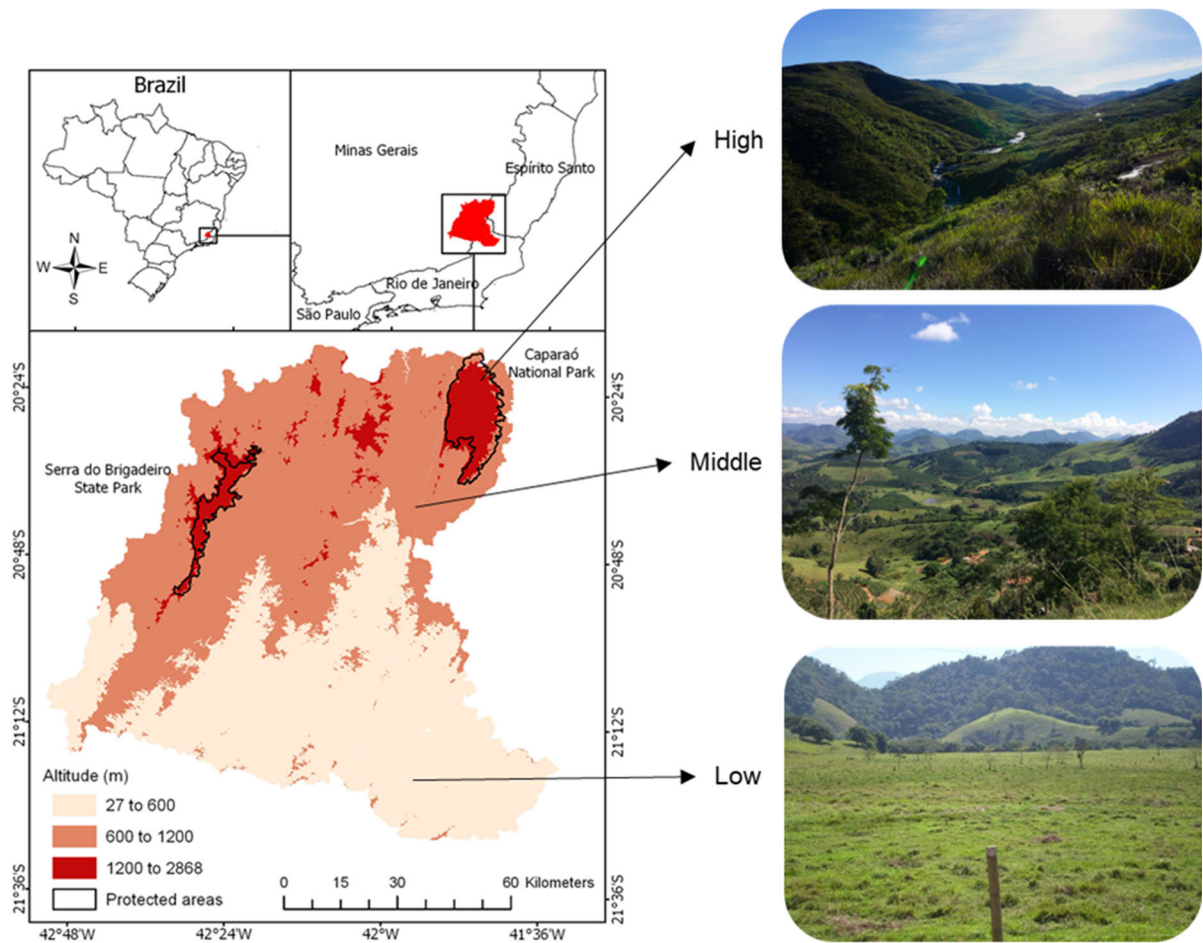 Brazil
Minas Gerais
Espírito Santo
Rio de Janeiro
São Paulo
N
W
E
S
High
Middle
Low
Caparaó
National Park
Serra do Brigadeiro
State Park
20°24'S
20°48'S
21°12'S
21°36'S
20°24'S
20°48'S
21°12'S
21°36'S
Altitude (m)
27 to 600
600 to 1200
1200 to 2868
Protected areas
0
15
30
60 Kilometers
42°48'W
42°24'W
42°W
41°36'W